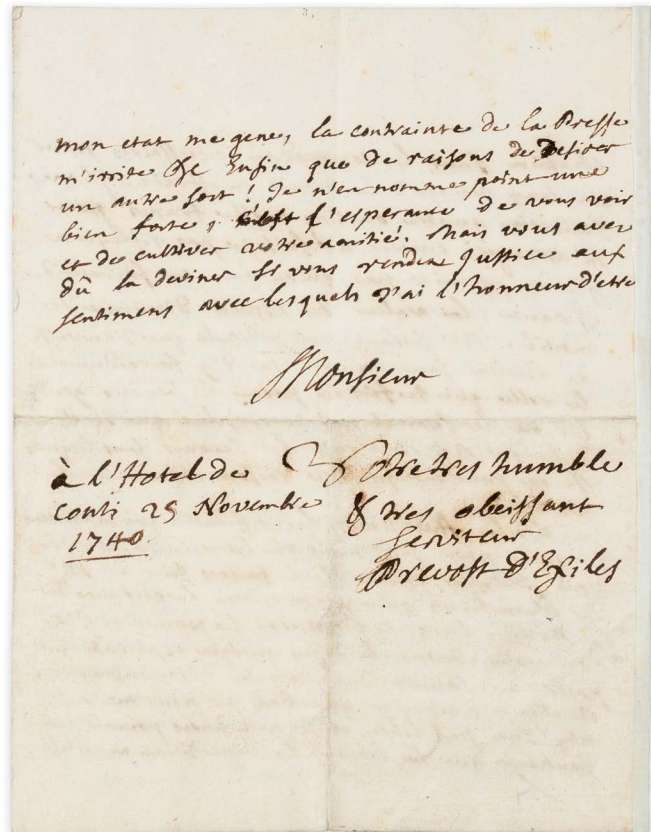 mon etat me gene, la contrainte de la Presse
m'irrite &c Enfin que de raisons de desirer
un autre sort ! Je n'en nomme point une
bien forte, l'esperance de vous voir
et de cultiver votre amitié. Mais vous avez
dû la deviner si vous rendez justice aux
sentimens avec lesquels j'ai l'honneur d'etre
Monsieur
à l'Hotel de
Conti 25 Novembre
1740.
Votre tres humble
& tres obeissant
serviteur
Prevost d'Exiles